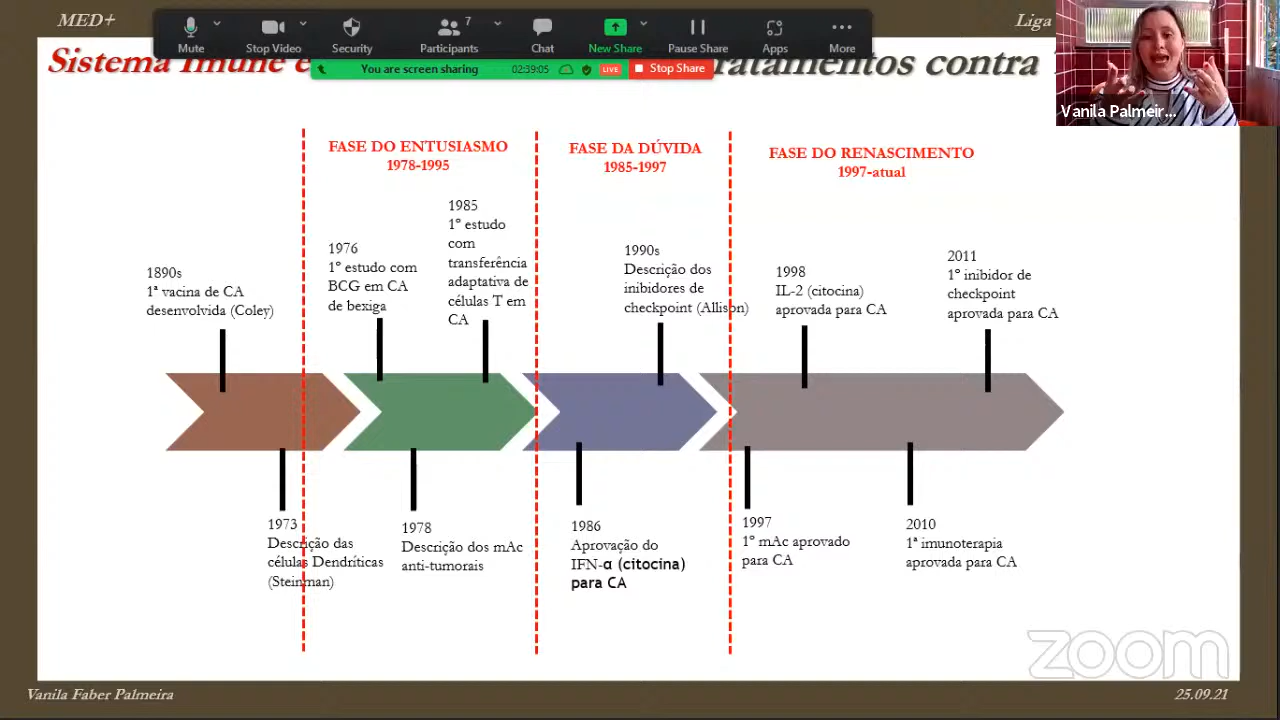 MED+
Liga
Mute
Stop Video
Security
7
Participants
Chat
New Share
Pause Share
Apps
More
You are screen sharing
02:39:05
LIVE
Stop Share
Sistema Imune e
ratamentos contra
Vanila Palmeir...
FASE DO ENTUSIASMO
1978-1995
FASE DA DÚVIDA
1985-1997
FASE DO RENASCIMENTO
1997-atual
1890s
1ª vacina de CA
desenvolvida (Coley)
1976
1º estudo com
BCG em CA
de bexiga
1985
1º estudo
com
transferência
adaptativa de
células T em
CA
1990s
Descrição dos
inibidores de
checkpoint (Allison)
1998
IL-2 (citocina)
aprovada para CA
2011
1º inibidor de
checkpoint
aprovada para CA
1973
Descrição das
células Dendríticas
(Steinman)
1978
Descrição dos mAc
anti-tumorais
1986
Aprovação do
IFN-α (citocina)
para CA
1997
1º mAc aprovado
para CA
2010
1ª imunoterapia
aprovada para CA
zoom
Vanila Faber Palmeira
25.09.21